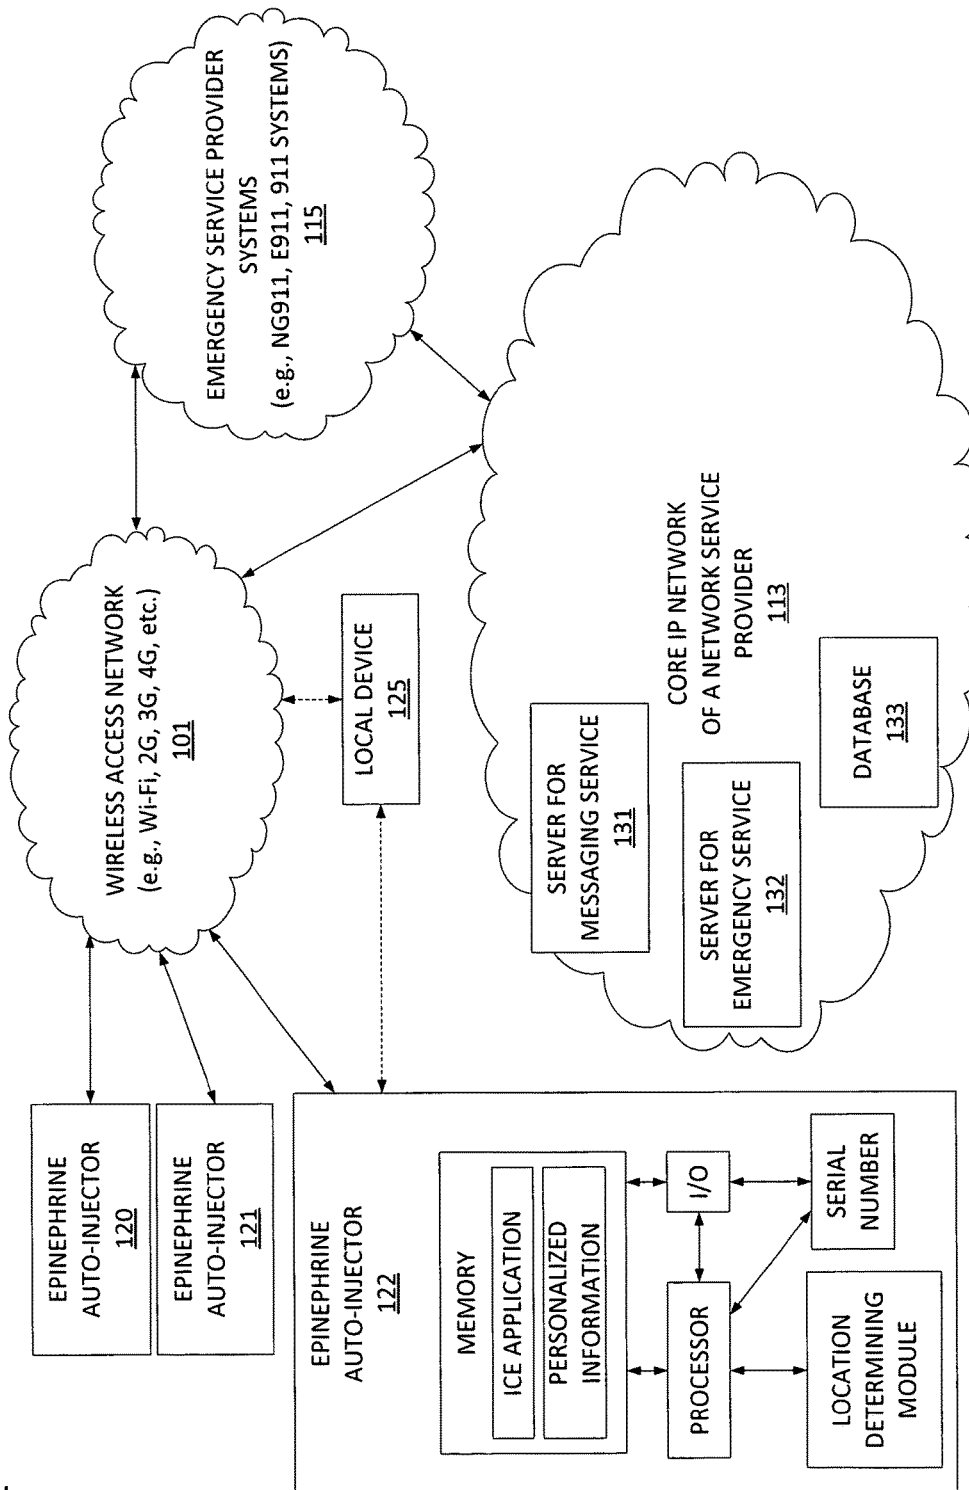 EPINEPHRINE
AUTO-INJECTOR
120
EPINEPHRINE
AUTO-INJECTOR
121
EPINEPHRINE
AUTO-INJECTOR
122
MEMORY
ICE APPLICATION
PERSONALIZED
INFORMATION
PROCESSOR
I/O
LOCATION
DETERMINING
MODULE
SERIAL
NUMBER
WIRELESS ACCESS NETWORK
(e.g., Wi-Fi, 2G, 3G, 4G, etc.)
101
LOCAL DEVICE
125
EMERGENCY SERVICE PROVIDER
SYSTEMS
(e.g., NG911, E911, 911 SYSTEMS)
115
SERVER FOR
MESSAGING SERVICE
131
SERVER FOR
EMERGENCY SERVICE
132
CORE IP NETWORK
OF A NETWORK SERVICE
PROVIDER
113
DATABASE
133